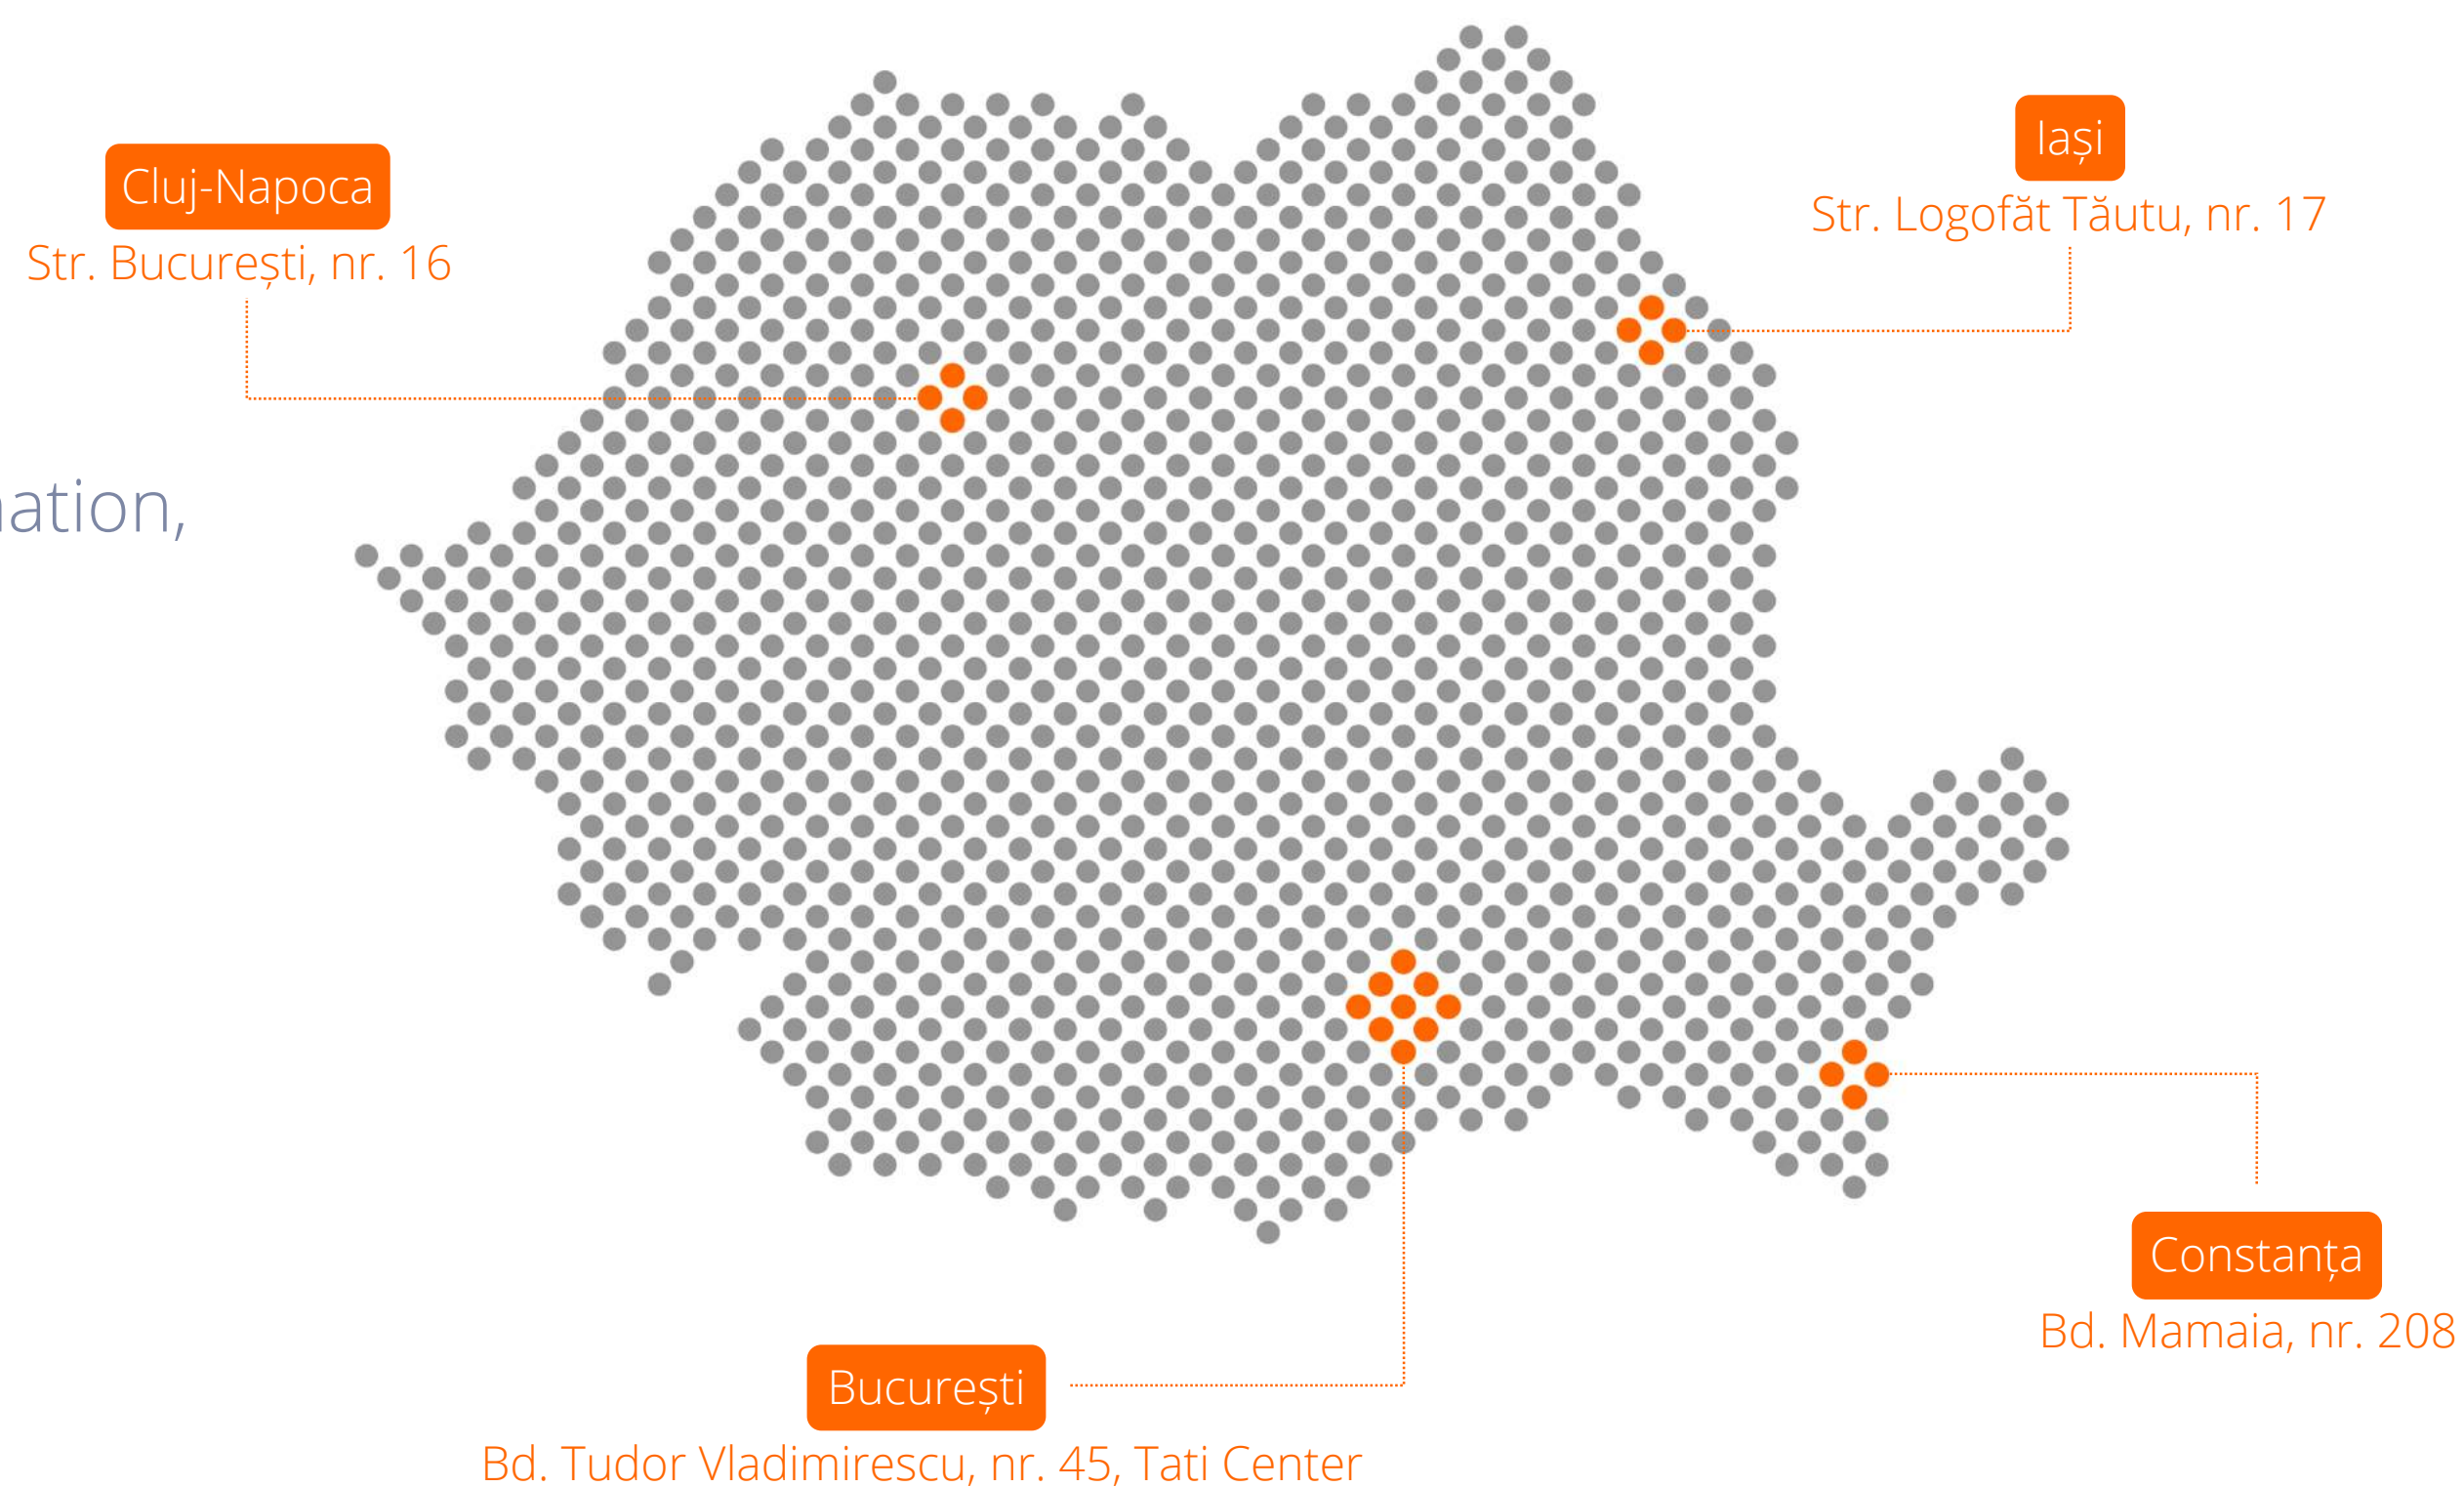 Iași
Str. Logofăt Tăutu, nr. 17
Cluj-Napoca
Str. București, nr. 16
Constanța
Bd. Mamaia, nr. 208
București
Bd. Tudor Vladimirescu, nr. 45, Tati Center